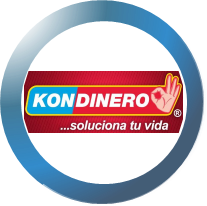 KONDINERO
®
...soluciona tu vida